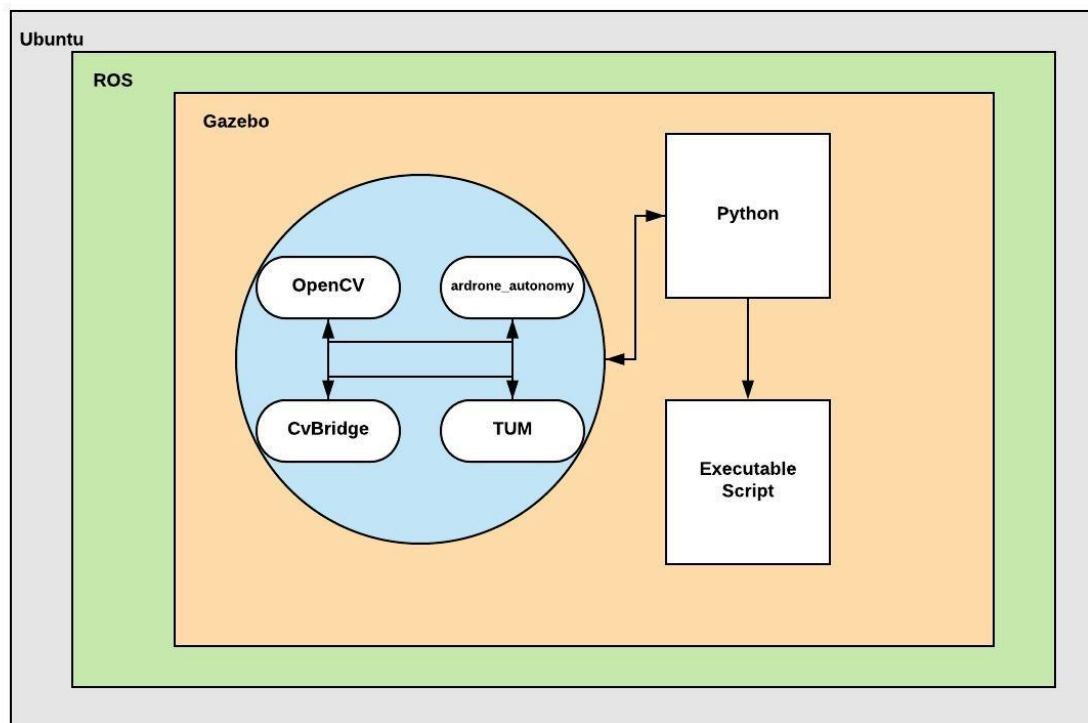 Ubuntu
ROS
Gazebo
Python
OpenCV
ardrone_autonomy
CvBridge
TUM
Executable
Script